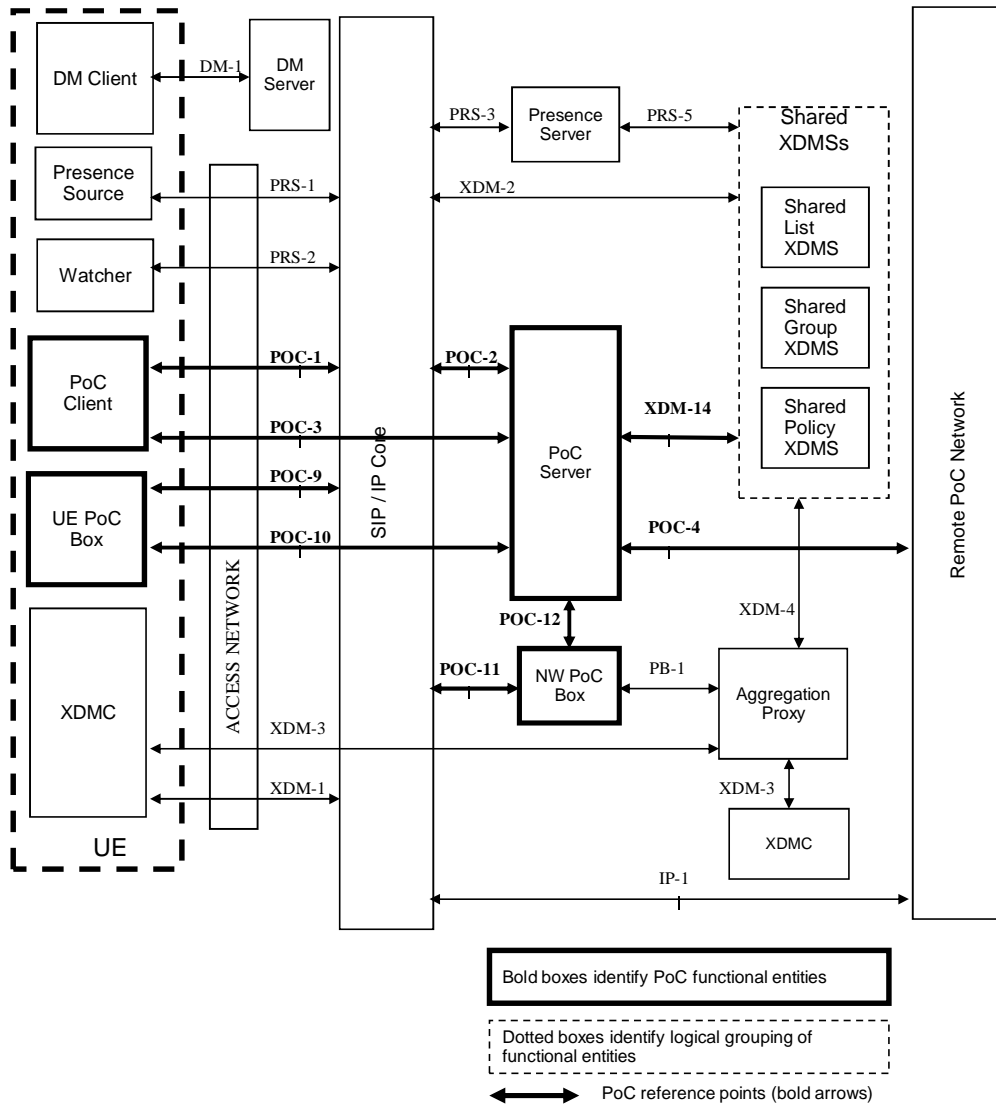 DM Client
DM-1
DM
Server
Presence
Source
PRS-1
Watcher
PRS-2
PoC
Client
POC-1
POC-3
UE PoC
Box
POC-9
POC-10
XDMC
XDM-3
XDM-1
UE
ACCESS NETWORK
SIP / IP Core
PRS-3
Presence
Server
PRS-5
XDM-2
Shared
XDMSs
Shared
List
XDMS
Shared
Group
XDMS
Shared
Policy
XDMS
POC-2
PoC
Server
XDM-14
POC-4
POC-12
XDM-4
POC-11
NW PoC
Box
PB-1
Aggregation
Proxy
XDM-3
XDMC
IP-1
Remote PoC Network
Bold boxes identify PoC functional entities
Dotted boxes identify logical grouping of
functional entities
PoC reference points (bold arrows)